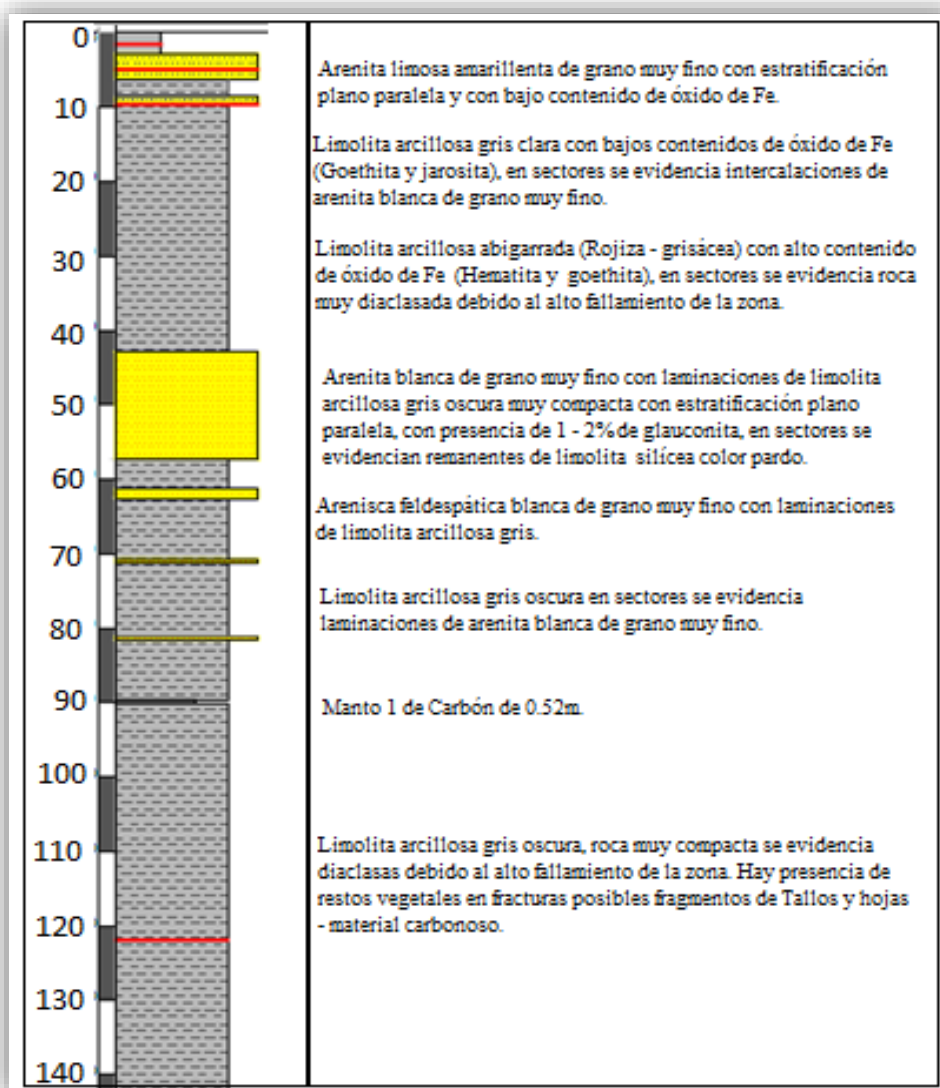 0
Arenita limosa amarillenta de grano muy fino con estratificación
plano paralela y con bajo contenido de óxido de Fe.
10
Limolita arcillosa gris clara con bajos contenidos de óxido de Fe
(Goethita y jarosita), en sectores se evidencia intercalaciones de
arenita blanca de grano muy fino.
20
Limolita arcillosa abigarrada (Rojiza - grisácea) con alto contenido
de óxido de Fe (Hematita y goethita), en sectores se evidencia roca
muy diaclasada debido al alto fallamiento de la zona.
30
40
Arenita blanca de grano muy fino con laminaciones de limolita
arcillosa gris oscura muy compacta con estratificación plano
paralela, con presencia de 1 - 2% de glauconita, en sectores se
evidencian remanentes de limolita silícea color pardo.
50
60
Arenisca feldespática blanca de grano muy fino con laminaciones
de limolita arcillosa gris.
70
Limolita arcillosa gris oscura en sectores se evidencia
laminaciones de arenita blanca de grano muy fino.
80
90
Manto 1 de Carbón de 0.52m.
100
110
Limolita arcillosa gris oscura, roca muy compacta se evidencia
diaclasas debido al alto fallamiento de la zona. Hay presencia de
restos vegetales en fracturas posibles fragmentos de Tallos y hojas
- material carbonoso.
120
130
140